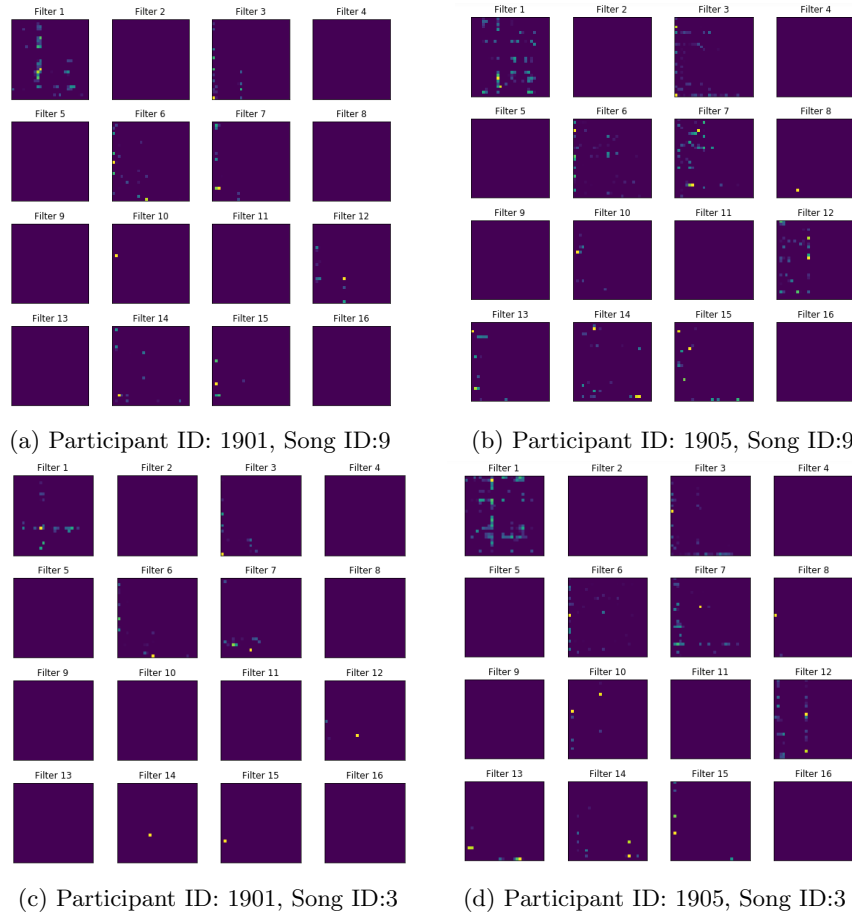 Filter 1 Filter 2 Filter 3 Filter 4
Filter 5 Filter 6 Filter 7 Filter 8
Filter 9 Filter 10 Filter 11 Filter 12
Filter 13 Filter 14 Filter 15 Filter 16
(a) Participant ID: 1901, Song ID:9
Filter 1 Filter 2 Filter 3 Filter 4
Filter 5 Filter 6 Filter 7 Filter 8
Filter 9 Filter 10 Filter 11 Filter 12
Filter 13 Filter 14 Filter 15 Filter 16
(b) Participant ID: 1905, Song ID:9
Filter 1 Filter 2 Filter 3 Filter 4
Filter 5 Filter 6 Filter 7 Filter 8
Filter 9 Filter 10 Filter 11 Filter 12
Filter 13 Filter 14 Filter 15 Filter 16
(c) Participant ID: 1901, Song ID:3
Filter 1 Filter 2 Filter 3 Filter 4
Filter 5 Filter 6 Filter 7 Filter 8
Filter 9 Filter 10 Filter 11 Filter 12
Filter 13 Filter 14 Filter 15 Filter 16
(d) Participant ID: 1905, Song ID:3